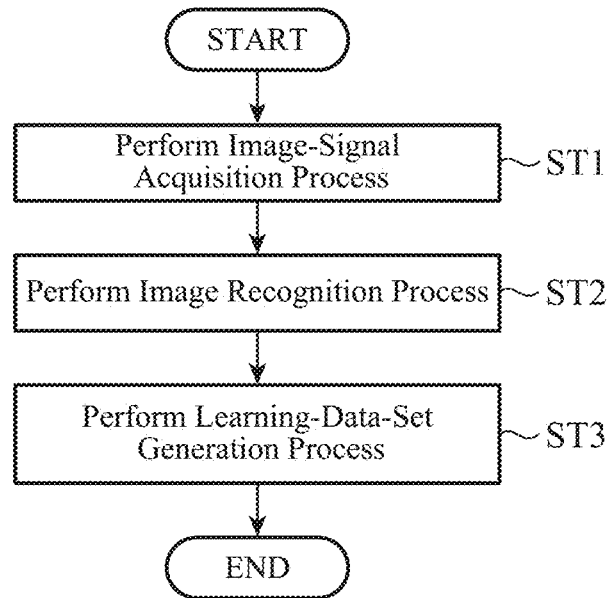 START
Perform Image-Signal
Acquisition Process
ST1
Perform Image Recognition Process
ST2
Perform Learning-Data-Set
Generation Process
ST3
END